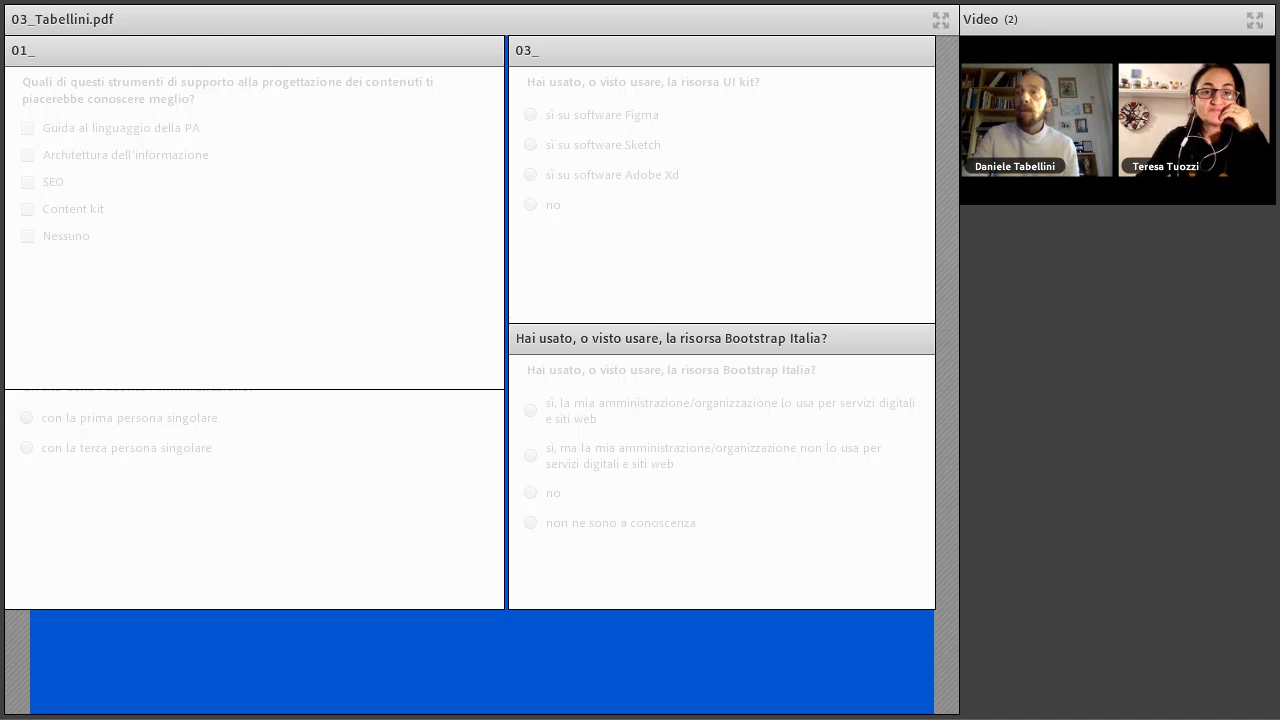 03_Tabellini.pdf
01_
Quali di questi strumenti di supporto alla progettazione dei contenuti ti
piacerebbe conoscere meglio?
Guida al linguaggio della PA
Architettura dell'informazione
SEO
Content kit
Nessuno
con la prima persona singolare
con la terza persona singolare
03_
Hai usato, o visto usare, la risorsa UI kit?
sì su software Figma
sì su software Sketch
sì su software Adobe Xd
no
Hai usato, o visto usare, la risorsa Bootstrap Italia?
Hai usato, o visto usare, la risorsa Bootstrap Italia?
sì, la mia amministrazione/organizzazione lo usa per servizi digitali
e siti web
sì, ma la mia amministrazione/organizzazione non lo usa per
servizi digitali e siti web
no
non ne sono a conoscenza
Video (2)
Daniele Tabellini
Teresa Tuozzi